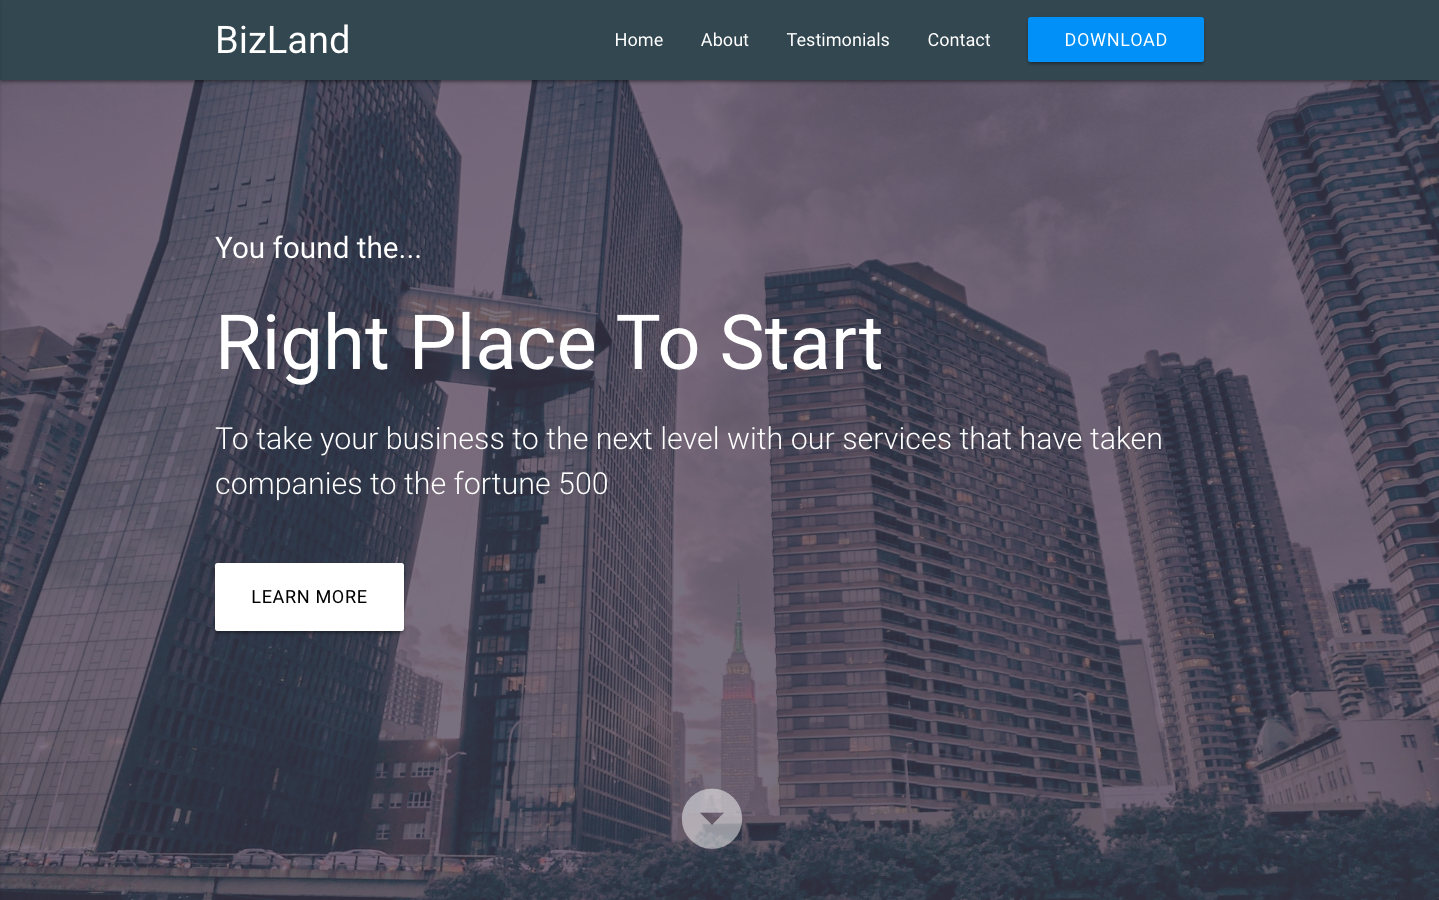 BizLand
Home
About
Testimonials
Contact
DOWNLOAD
You found the...
Right Place To Start
To take your business to the next level with our services that have taken
companies to the fortune 500
LEARN MORE